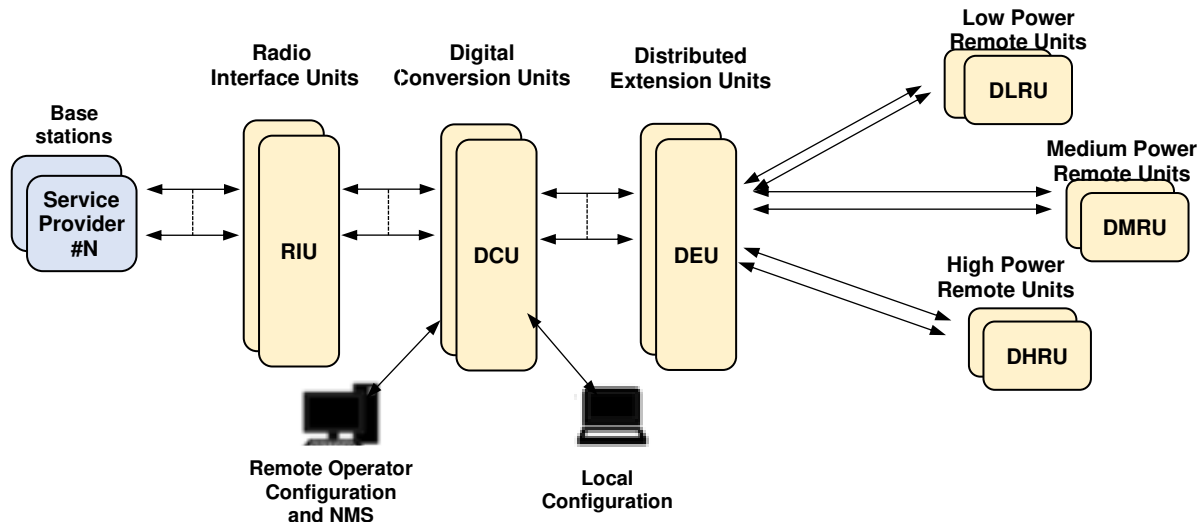 Low Power
Remote Units
DLRU
Radio
Interface Units
Digital
Conversion Units
Distributed
Extension Units
Base
stations
Service
Provider
#N
RIU
DCU
DEU
Medium Power
Remote Units
DMRU
High Power
Remote Units
DHRU
Remote Operator
Configuration
and NMS
Local
Configuration